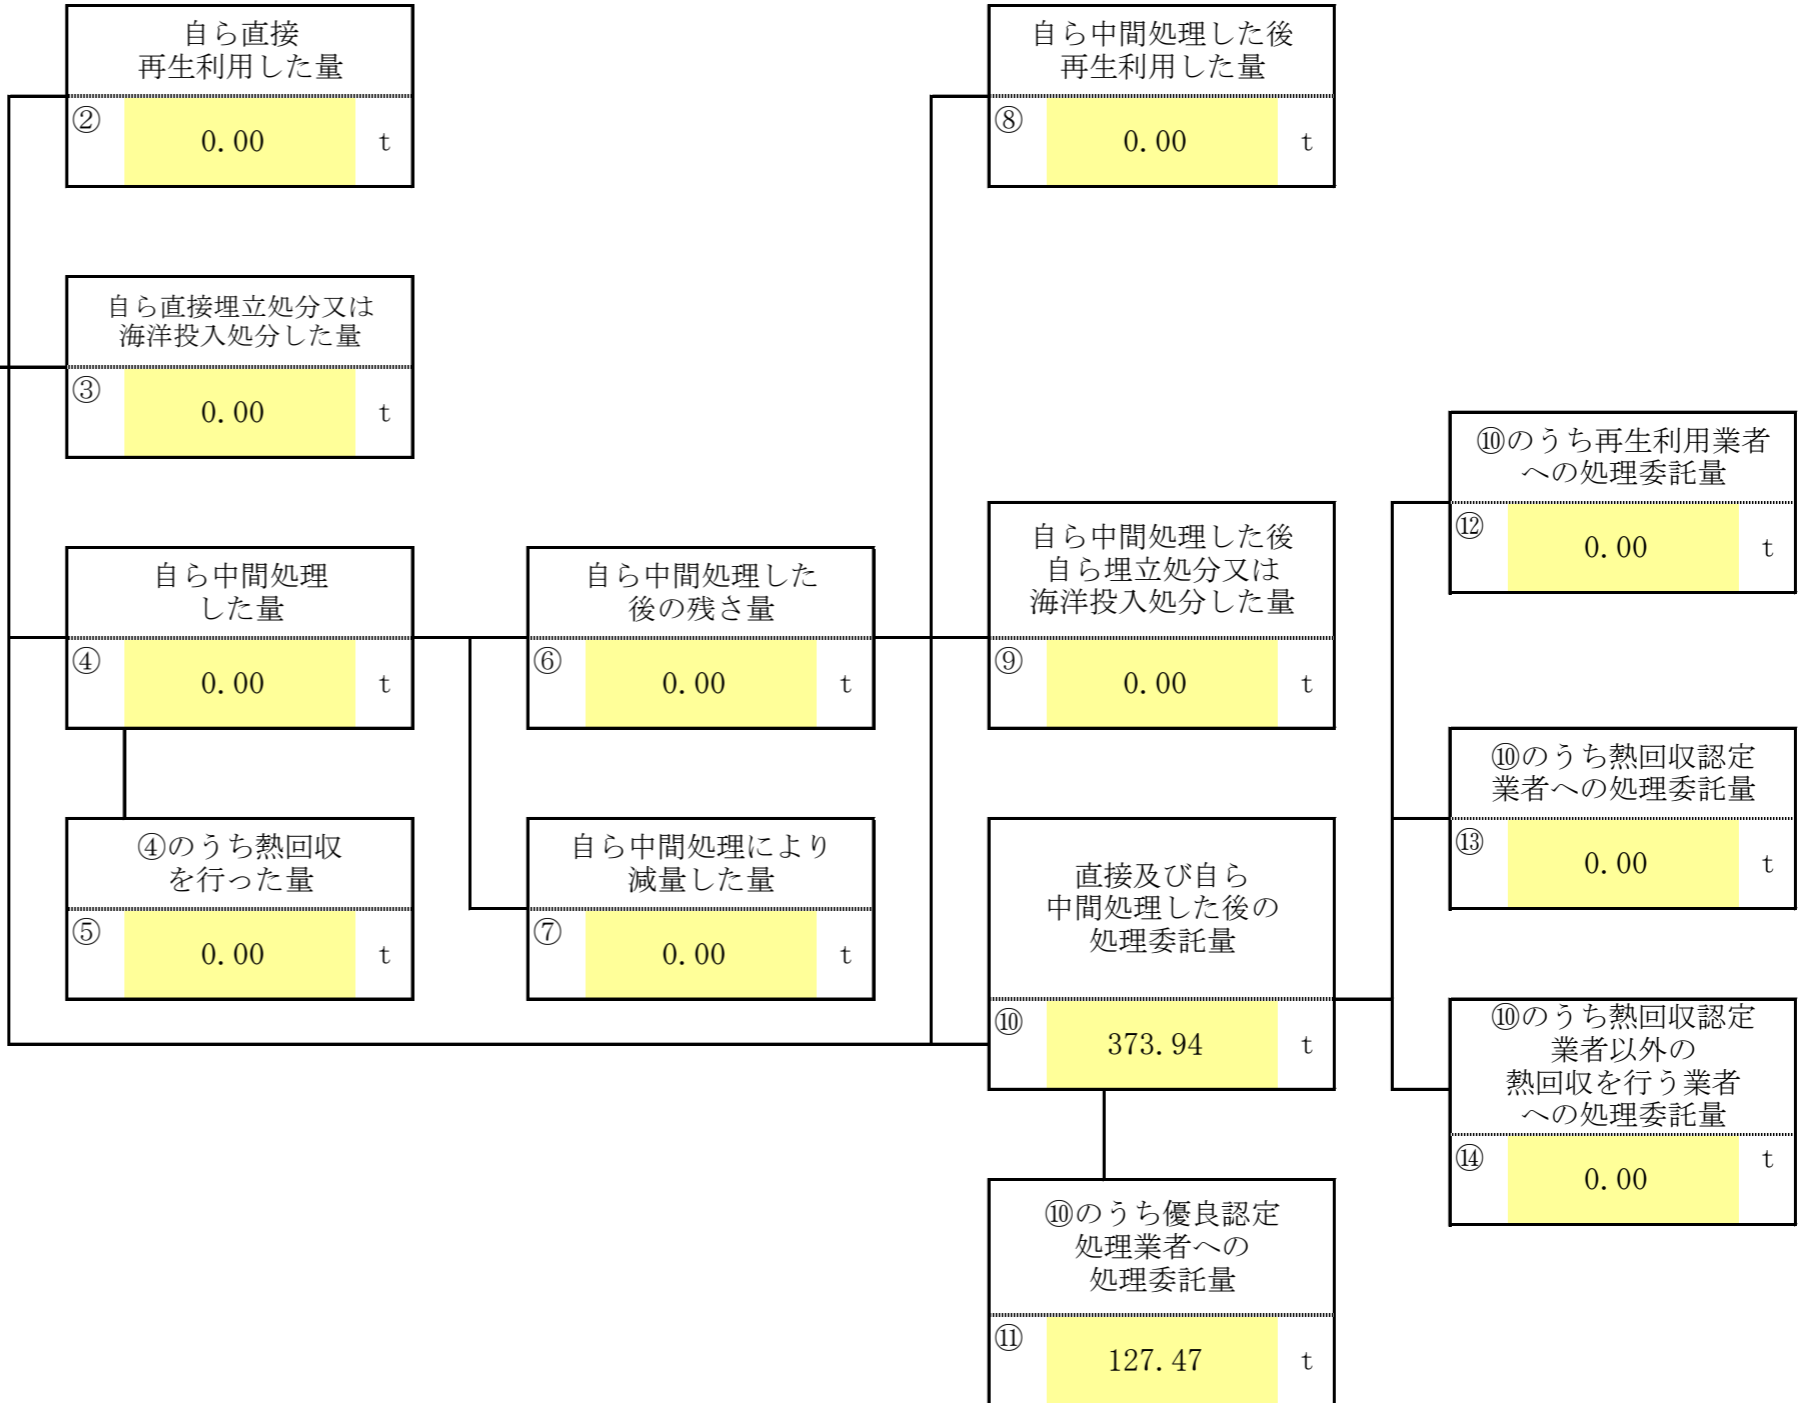 自ら直接
再生利用した量
② 0.00 t
自ら中間処理した後
再生利用した量
⑧ 0.00 t
自ら直接埋立処分又は
海洋投入処分した量
③ 0.00 t
⑩のうち再生利用業者
への処理委託量
⑫ 0.00 t
自ら中間処理
した量
④ 0.00 t
自ら中間処理した
後の残さ量
⑥ 0.00 t
自ら中間処理した後
自ら埋立処分又は
海洋投入処分した量
⑨ 0.00 t
⑩のうち熱回収認定
業者への処理委託量
⑬ 0.00 t
④のうち熱回収
を行った量
⑤ 0.00 t
自ら中間処理により
減量した量
⑦ 0.00 t
直接及び自ら
中間処理した後の
処理委託量
⑩ 373.94 t
⑩のうち熱回収認定
業者以外の
熱回収を行う業者
への処理委託量
⑭ 0.00 t
⑩のうち優良認定
処理業者への
処理委託量
⑪ 127.47 t